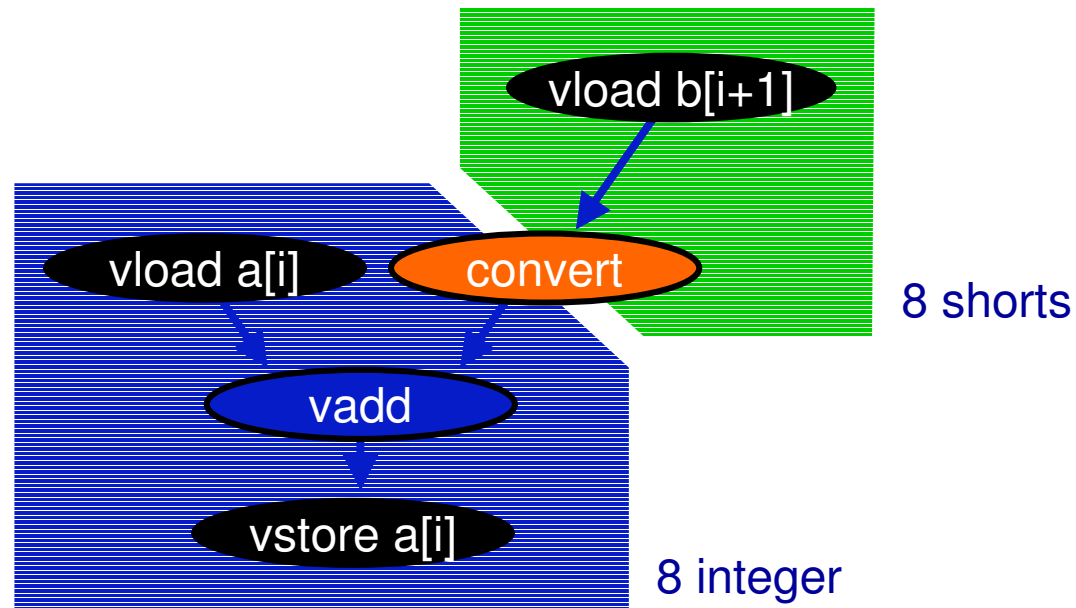 vload b[i+1]
vload a[i]
convert
8 shorts
vadd
vstore a[i]
8 integer